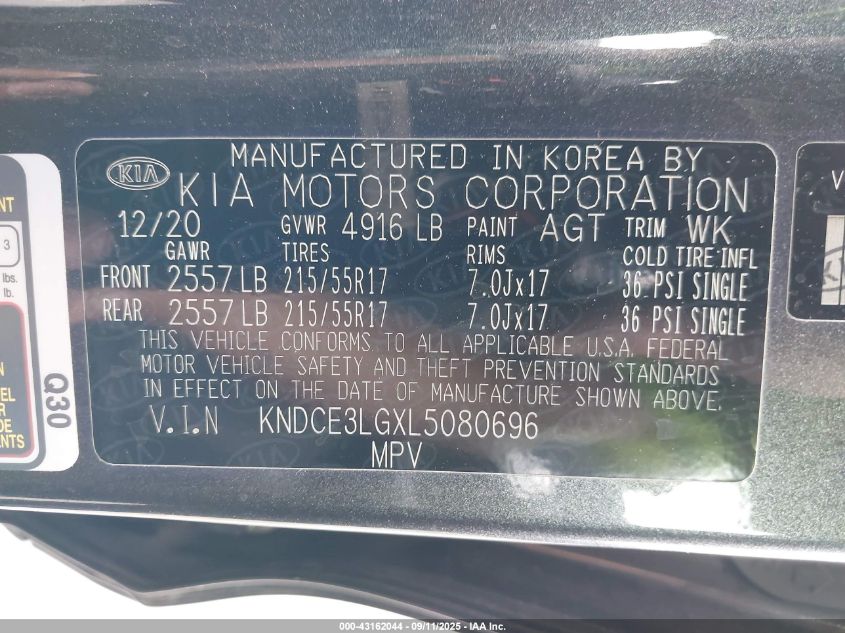 MANUFACTURED IN KOREA BY
KIA KIA MOTORS CORPORATION
12/20 GVWR 4916 LB PAINT AGT TRIM WK
GAWR TIRES RIMS COLD TIRE INFL
FRONT 2557 LB 215/55R17 7.0Jx17 36 PSI SINGLE
REAR 2557 LB 215/55R17 7.0Jx17 36 PSI SINGLE
THIS VEHICLE CONFORMS TO ALL APPLICABLE U.S.A. FEDERAL
MOTOR VEHICLE SAFETY AND THEFT PREVENTION STANDARDS
IN EFFECT ON THE DATE OF MANUFACTURE SHOWN ABOVE.
V.I.N KNDCE3LGXL5080696
MPV
3
lbs.
lb.
Q30
V
000-43162044 - 09/11/2025 - IAA Inc.